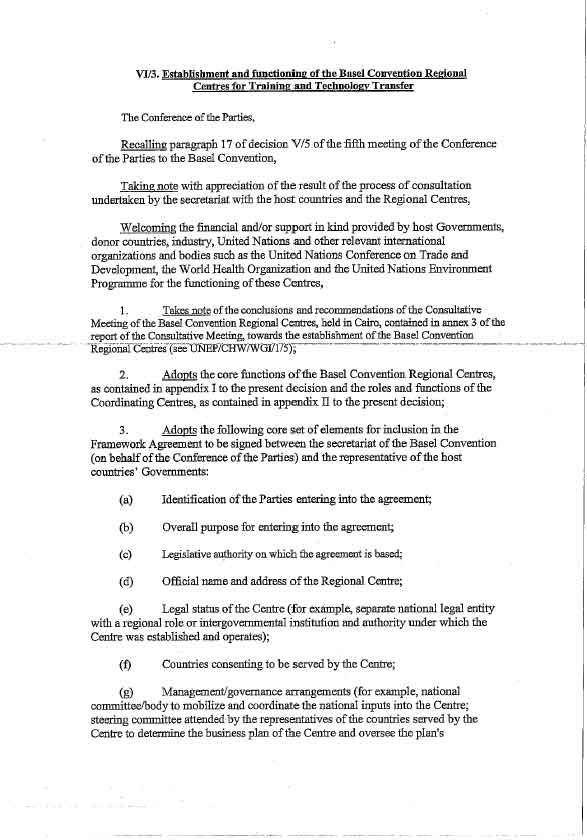 VI/3. Establishment and functioning of the Basel Convention Regional
Centres for Training and Technology Transfer
The Conference of the Parties,
Recalling paragraph 17 of decision V/5 of the fifth meeting of the Conference
of the Parties to the Basel Convention,
Taking note with appreciation of the result of the process of consultation
undertaken by the secretariat with the host countries and the Regional Centres,
Welcoming the financial and/or support in kind provided by host Governments,
donor countries, industry, United Nations and other relevant international
organizations and bodies such as the United Nations Conference on Trade and
Development, the World Health Organization and the United Nations Environment
Programme for the functioning of these Centres,
1. Takes note of the conclusions and recommendations of the Consultative
Meeting of the Basel Convention Regional Centres, held in Cairo, contained in annex 3 of the
report of the Consultative Meeting, towards the establishment of the Basel Convention
Regional Centres (see UNEP/CHW/WGI/1/5);
2. Adopts the core functions of the Basel Convention Regional Centres,
as contained in appendix I to the present decision and the roles and functions of the
Coordinating Centres, as contained in appendix II to the present decision;
3. Adopts the following core set of elements for inclusion in the
Framework Agreement to be signed between the secretariat of the Basel Convention
(on behalf of the Conference of the Parties) and the representative of the host
countries' Governments:
(a) Identification of the Parties entering into the agreement;
(b) Overall purpose for entering into the agreement;
(c) Legislative authority on which the agreement is based;
(d) Official name and address of the Regional Centre;
(e) Legal status of the Centre (for example, separate national legal entity
with a regional role or intergovernmental institution and authority under which the
Centre was established and operates);
(f) Countries consenting to be served by the Centre;
(g) Management/governance arrangements (for example, national
committee/body to mobilize and coordinate the national inputs into the Centre;
steering committee attended by the representatives of the countries served by the
Centre to determine the business plan of the Centre and oversee the plan's